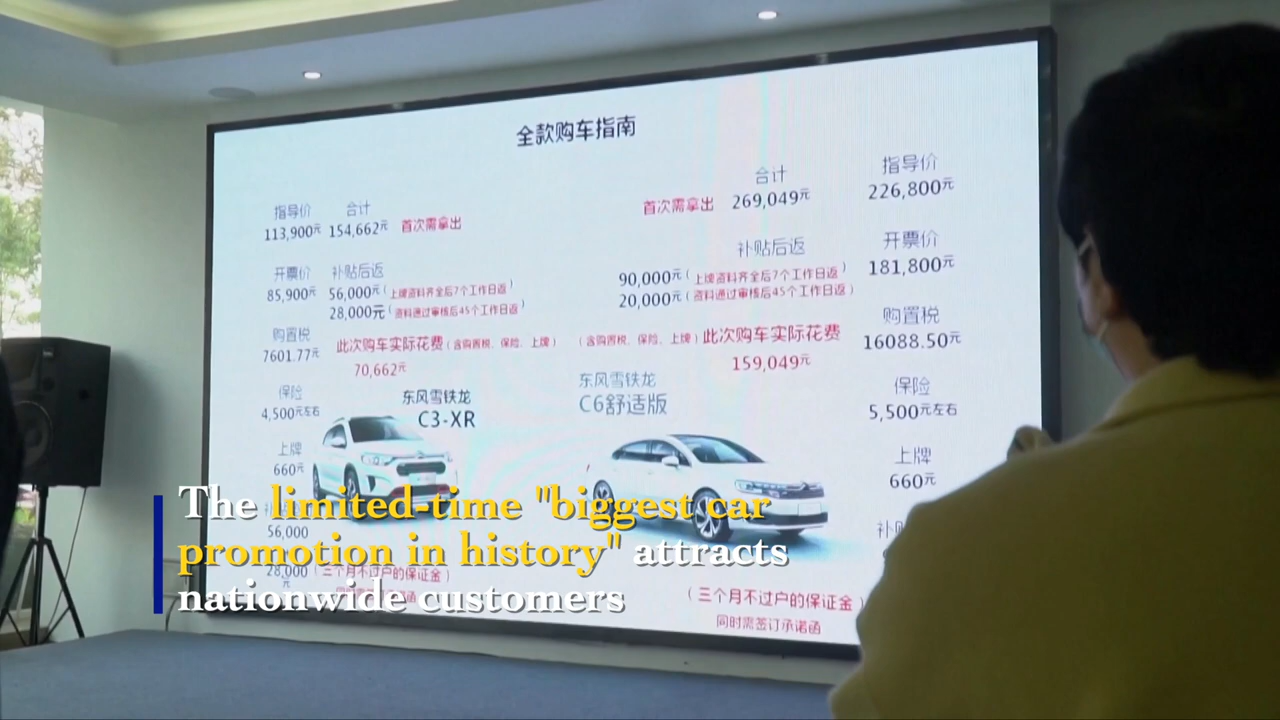 全款购车指南
指导价 合计
113,900元 154,662元 首次需拿出
开票价 补贴后返
85,900元 56,000元(上牌资料齐全后7个工作日返)
28,000元(资料通过审核后45个工作日返)
购置税
7601.77元
此次购车实际花费(含购置税、保险、上牌)
70,662元
保险
4,500元左右
东风雪铁龙
C3-XR
上牌
660元
56,000
28,000
元
(三个月不过户的保证金)
合计 指导价
首次需拿出 269,049元 226,800元
补贴后返 开票价
90,000元(上牌资料齐全后7个工作日返) 181,800元
20,000元(资料通过审核后45个工作日返)
购置税
16088.50元
(含购置税、保险、上牌)此次购车实际花费
159,049元
东风雪铁龙
C6舒适版
保险
5,500元左右
上牌
660元
补贴
(三个月不过户的保证金)
同时需签订承诺函
The limited-time "biggest car
promotion in history" attracts
nationwide customers